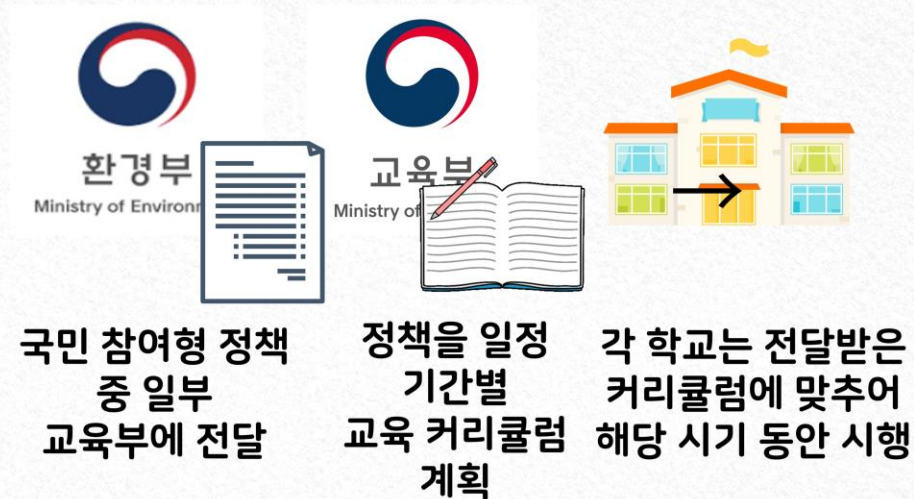 환경부
Ministry of
교육부
Ministry of
국민 참여형 정책
중 일부
교육부에 전달
정책을 일정
기간별
교육 커리큘럼
계획
각 학교는 전달받은
커리큘럼에 맞추어
해당 시기 동안 시행